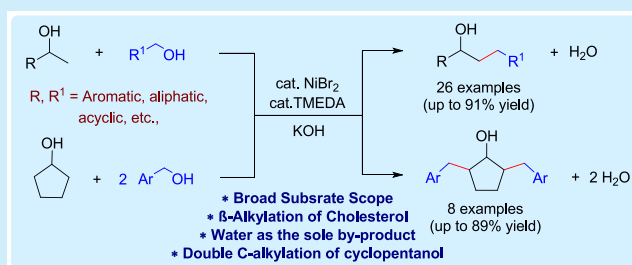 OH
R
+
R¹ OH
R, R¹ = Aromatic, aliphatic,
acyclic, etc.,
OH
+ 2 Ar OH
cat. NiBr₂
cat.TMEDA
KOH
OH
R R¹
+ H₂O
26 examples
(up to 91% yield)
OH
Ar Ar
+ 2 H₂O
8 examples
(up to 89% yield)
* Broad Subsrate Scope
* ß-Alkylation of Cholesterol
* Water as the sole by-product
* Double C-alkylation of cyclopentanol